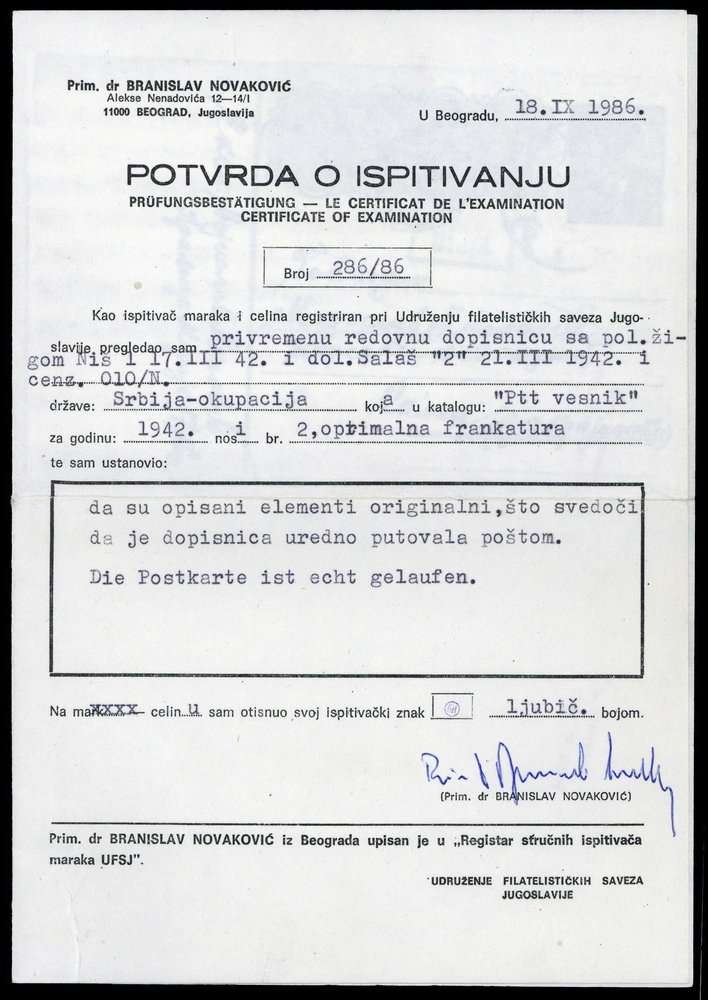 Prim. dr BRANISLAV NOVAKOVIĆ
Alekse Nenadovića 12—14/I
11000 BEOGRAD, Jugoslavija
U Beogradu, 18.IX 1986.
POTVRDA O ISPITIVANJU
PRÜFUNGSBESTÄTIGUNG — LE CERTIFICAT DE L'EXAMINATION
CERTIFICATE OF EXAMINATION
Broj 286/86
Kao ispitivač maraka i celina registriran pri Udruženju filatelističkih saveza Jugo-
slavije pregledao sam privremenu redovnu dopisnicu sa pol.ži-
gom Niš 1 17.III 42. i dol.Salaš "2" 21.III 1942. i
cenz. 010/N.
države: Srbija-okupacija koja u katalogu: "Ptt vesnik"
za godinu: 1942. nosi br. 2,optimalna frankatura
te sam ustanovio:
da su opisani elementi originalni,što svedoči
da je dopisnica uredno putovala poštom.
Die Postkarte ist echt gelaufen.
Na marxxxx celinu sam otisnuo svoj ispitivački znak ljubič. bojom.
(Prim. dr BRANISLAV NOVAKOVIĆ)
Prim. dr BRANISLAV NOVAKOVIĆ iz Beograda upisan je u „Registar stručnih ispitivača
maraka UFSJ".
UDRUŽENJE FILATELISTIČKIH SAVEZA
JUGOSLAVIJE